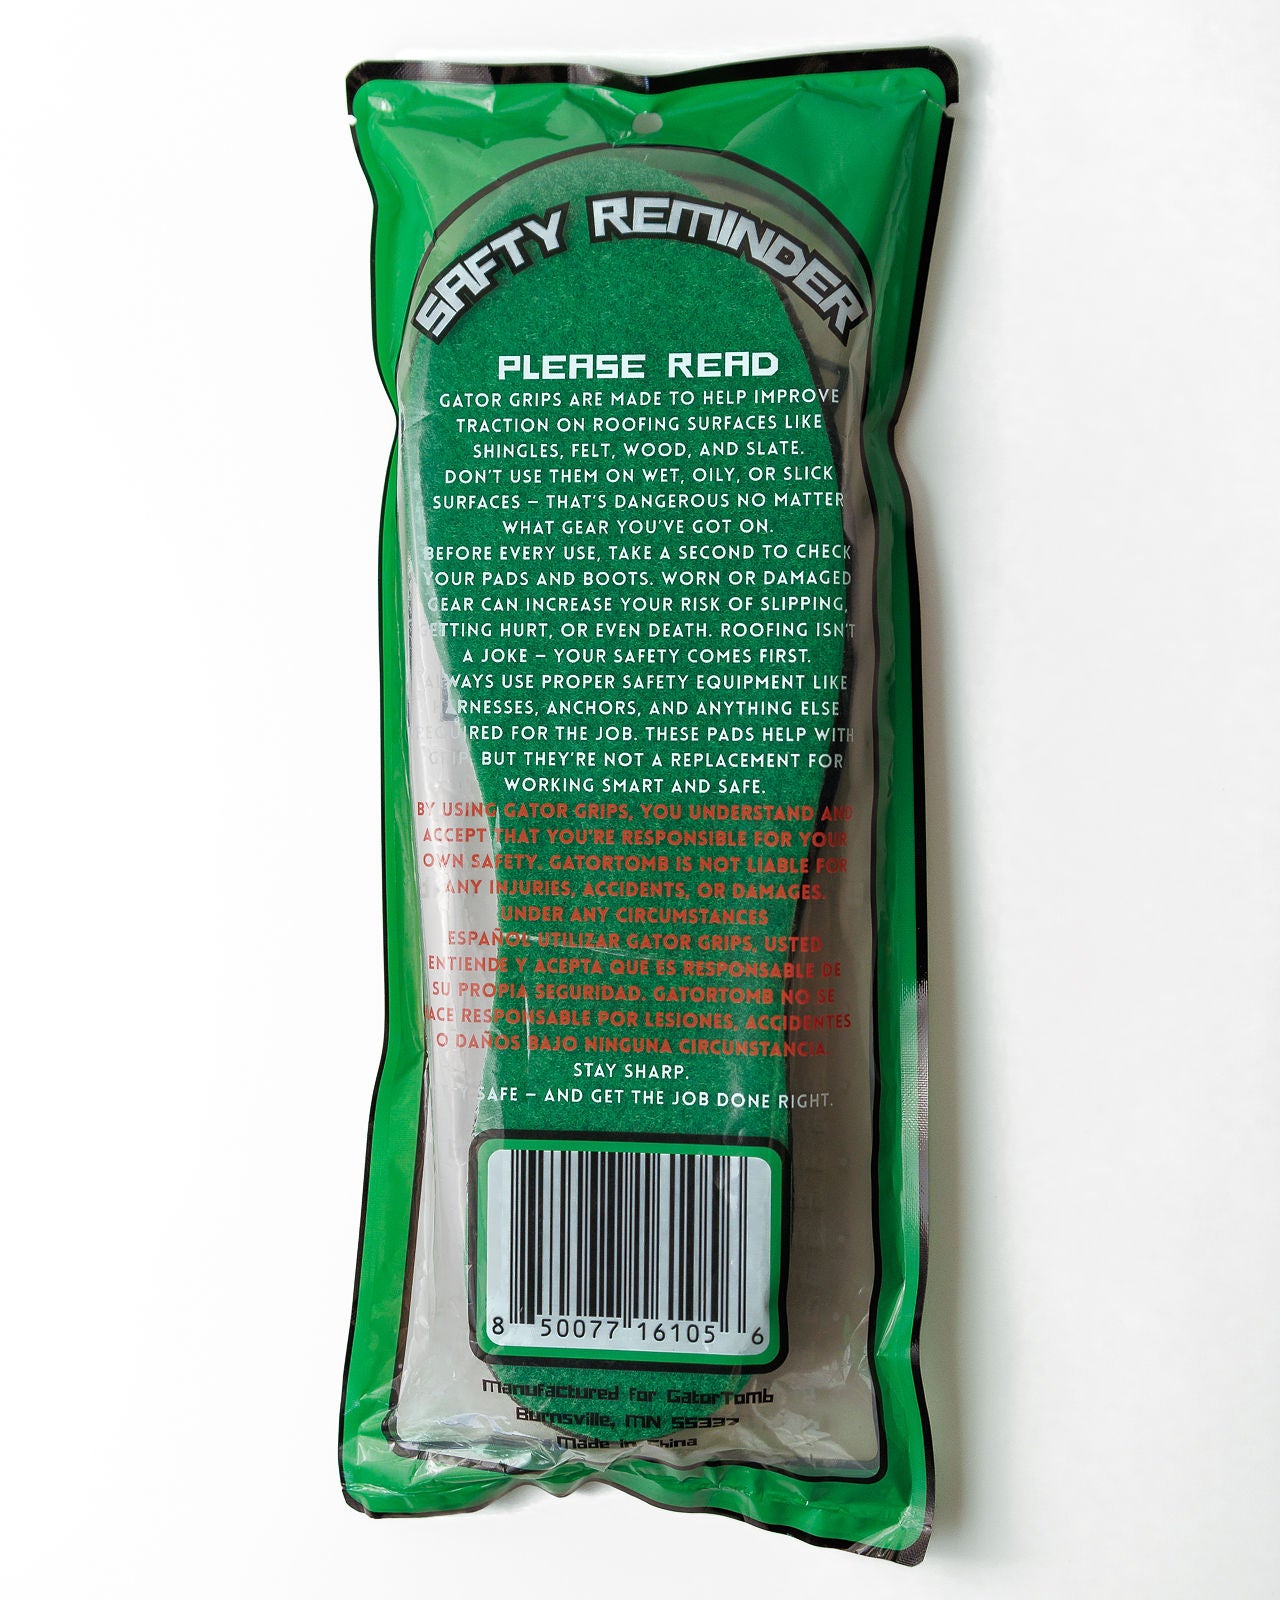 SAFTY REMINDER
PLEASE READ
GATOR GRIPS ARE MADE TO HELP IMPROVE
TRACTION ON ROOFING SURFACES LIKE
SHINGLES, FELT, WOOD, AND SLATE.
DON'T USE THEM ON WET, OILY, OR SLICK
SURFACES – THAT'S DANGEROUS NO MATTER
WHAT GEAR YOU'VE GOT ON.
BEFORE EVERY USE, TAKE A SECOND TO CHECK
YOUR PADS AND BOOTS. WORN OR DAMAGED
GEAR CAN INCREASE YOUR RISK OF SLIPPING,
GETTING HURT, OR EVEN DEATH. ROOFING ISN'T
A JOKE – YOUR SAFETY COMES FIRST.
ALWAYS USE PROPER SAFETY EQUIPMENT LIKE
HARNESSES, ANCHORS, AND ANYTHING ELSE
REQUIRED FOR THE JOB. THESE PADS HELP WITH
GRIP, BUT THEY'RE NOT A REPLACEMENT FOR
WORKING SMART AND SAFE.
BY USING GATOR GRIPS, YOU UNDERSTAND AND
ACCEPT THAT YOU'RE RESPONSIBLE FOR YOUR
OWN SAFETY. GATORTOMB IS NOT LIABLE FOR
ANY INJURIES, ACCIDENTS, OR DAMAGES.
UNDER ANY CIRCUMSTANCES
ESPAÑOL-UTILIZAR GATOR GRIPS, USTED
ENTIENDE Y ACEPTA QUE ES RESPONSABLE DE
SU PROPIA SEGURIDAD. GATORTOMB NO SE
HACE RESPONSABLE POR LESIONES, ACCIDENTES
O DAÑOS BAJO NINGUNA CIRCUNSTANCIA.
STAY SHARP.
STAY SAFE – AND GET THE JOB DONE RIGHT.
8 50077 16105 6
Manufactured for GatorTomb
Burnsville, MN 55337
Made in China